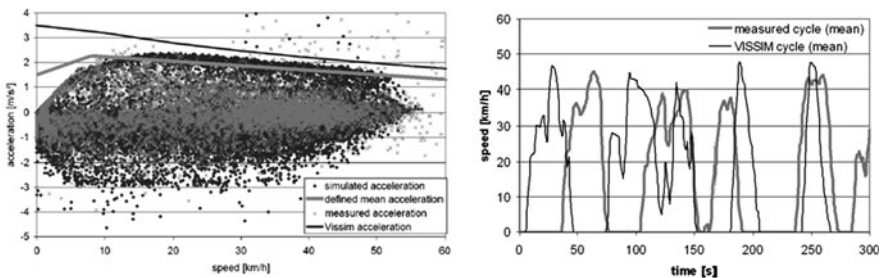 acceleration [m/s²]
4
3
2
1
0
-1
-2
-3
-4
-5
simulated acceleration
defined mean acceleration
measured acceleration
Vissim acceleration
0 10 20 30 40 50 60
speed [km/h]
speed [km/h]
60
50
40
30
20
10
0
measured cycle (mean)
VISSIM cycle (mean)
0 50 100 150 200 250 300
time [s]